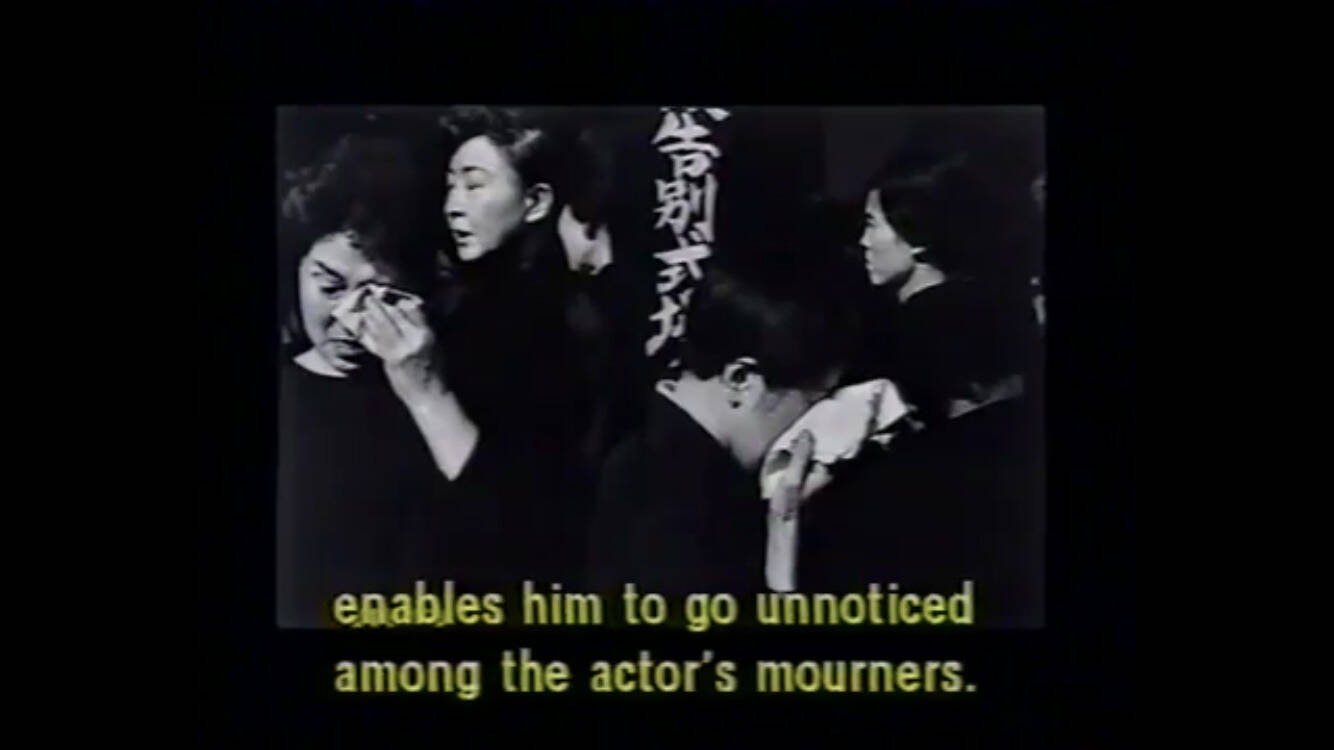 告別式
enables him to go unnoticed
among the actor's mourners.